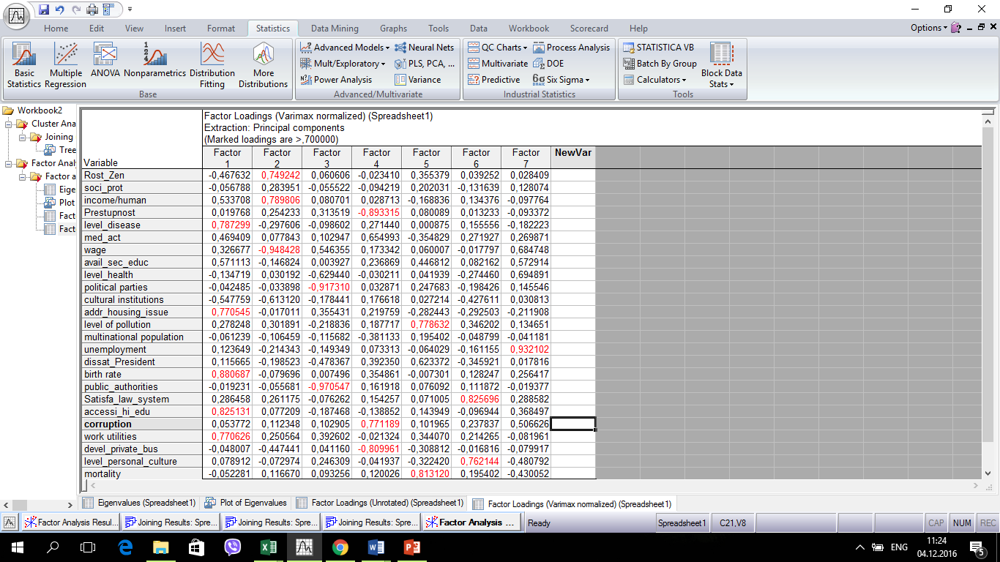 Home Edit View Insert Format Statistics Data Mining Graphs Tools Data Workbook Scorecard Help Options
Basic Statistics
Multiple Regression
ANOVA
Nonparametrics
Distribution Fitting
More Distributions
Base
Advanced Models
Mult/Exploratory
Power Analysis
Neural Nets
PLS, PCA, ...
Variance
Advanced/Multivariate
QC Charts
Multivariate
Predictive
Process Analysis
DOE
Six Sigma
Industrial Statistics
STATISTICA VB
Batch By Group
Calculators
Block Data Stats
Tools
Workbook2
Cluster Ana
Joining
Tree
Factor Anal
Factor a
Eige
Plot
Fact
Fact
Factor Loadings (Varimax normalized) (Spreadsheet1)
Extraction: Principal components
(Marked loadings are >,700000)
Variable Factor 1 Factor 2 Factor 3 Factor 4 Factor 5 Factor 6 Factor 7 NewVar
Rost_Zen -0,467632 0,749242 0,060606 -0,023410 0,355379 0,039252 0,028409
soci_prot -0,056788 0,283951 -0,055522 -0,094219 0,202031 -0,131639 0,128074
income/human 0,533708 0,789806 0,080701 0,028713 -0,168836 0,134376 -0,097764
Prestupnost 0,019768 0,254233 0,313519 -0,893315 0,080089 0,013233 -0,093372
level_disease 0,787299 -0,297606 -0,098602 0,271440 0,000875 0,155556 -0,182223
med_act 0,469409 0,077843 0,102947 0,654993 -0,354829 0,271927 0,269871
wage 0,326677 -0,948428 0,546355 0,173342 0,060007 -0,017797 0,684748
avail_sec_educ 0,571113 -0,146824 0,003927 0,236869 0,446812 0,082162 0,572914
level_health -0,134719 0,030192 -0,629440 -0,030211 0,041939 -0,274460 0,694891
political parties -0,042485 -0,033898 -0,917310 0,032871 0,247683 -0,198426 0,145546
cultural institutions -0,547759 -0,613120 -0,178441 0,176618 0,027214 -0,427611 0,030813
addr_housing_issue 0,770545 -0,017011 0,355431 0,219759 -0,282443 -0,292503 -0,211908
level of pollution 0,278248 0,301891 -0,218836 0,187717 0,778632 0,346202 0,134651
multinational population -0,061239 -0,106459 -0,115682 -0,381133 0,195402 -0,048799 -0,041181
unemployment 0,123649 -0,214343 -0,149349 0,073313 -0,064029 -0,161155 0,932102
dissat_President 0,115665 -0,198523 -0,478367 0,392350 0,623372 -0,345921 0,017816
birth rate 0,880687 -0,079696 0,007496 0,354861 -0,007301 0,128247 0,256417
public_authorities -0,019231 -0,055681 -0,970547 0,161918 0,076092 0,111872 -0,019377
Satisfa_law_system 0,286458 0,261175 -0,076262 0,154257 0,071005 0,825696 0,288582
accessi_hi_edu 0,825131 0,077209 -0,187468 -0,138852 0,143949 -0,096944 0,368497
corruption 0,053772 0,112348 0,102905 0,771189 0,101965 0,237837 0,506626
work utilities 0,770626 0,250564 0,392602 -0,021324 0,344070 0,214265 -0,081961
devel_private_bus -0,048007 -0,447441 0,041160 -0,809961 -0,308812 -0,016816 -0,079917
level_personal_culture 0,078912 -0,072974 0,246309 -0,041937 -0,322420 0,762144 -0,480792
mortality -0,052281 0,116670 0,093256 0,120026 0,813120 0,195402 -0,430052
Eigenvalues (Spreadsheet1) Plot of Eigenvalues Factor Loadings (Unrotated) (Spreadsheet1) Factor Loadings (Varimax normalized) (Spreadsheet1)
Factor Analysis Resul... Joining Results: Spre... Joining Results: Spre... Joining Results: Spre... Factor Analysis ... Ready Spreadsheet1 C21,V8 CAP NUM REC
ENG 11:24
04.12.2016
5